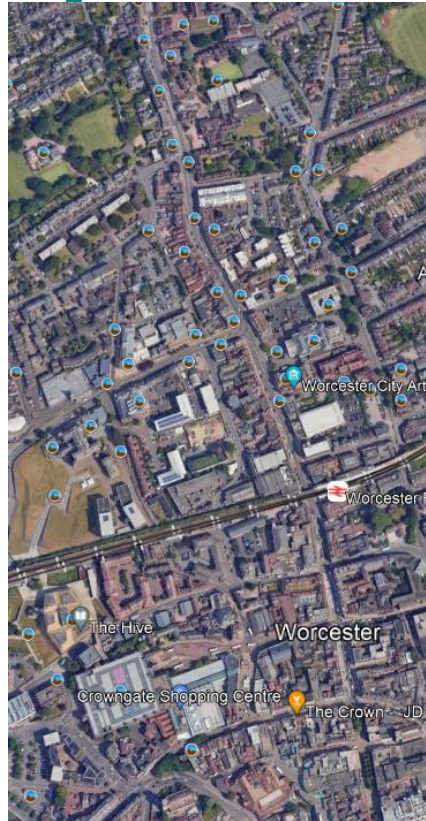 Worcester City Art
Worcester
The Hive
Worcester
Crowngate Shopping Centre
The Crown - JD